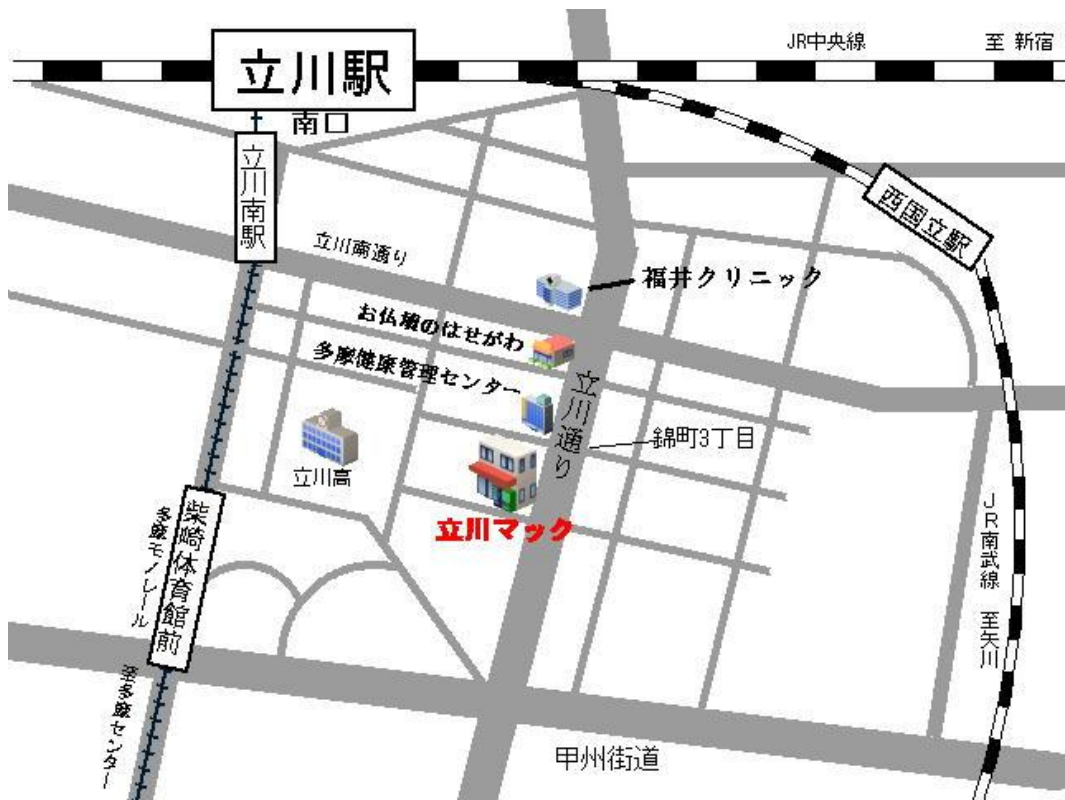 JR中央線
至 新宿
立川駅
南口
立川南駅
西国立駅
立川南通り
福井クリニック
お仏壇のはせがわ
多摩健康管理センター
立川通り
錦町3丁目
立川高
立川マック
柴崎体育館前
多摩モノレール
至多摩センター
JR南武線 至矢川
甲州街道